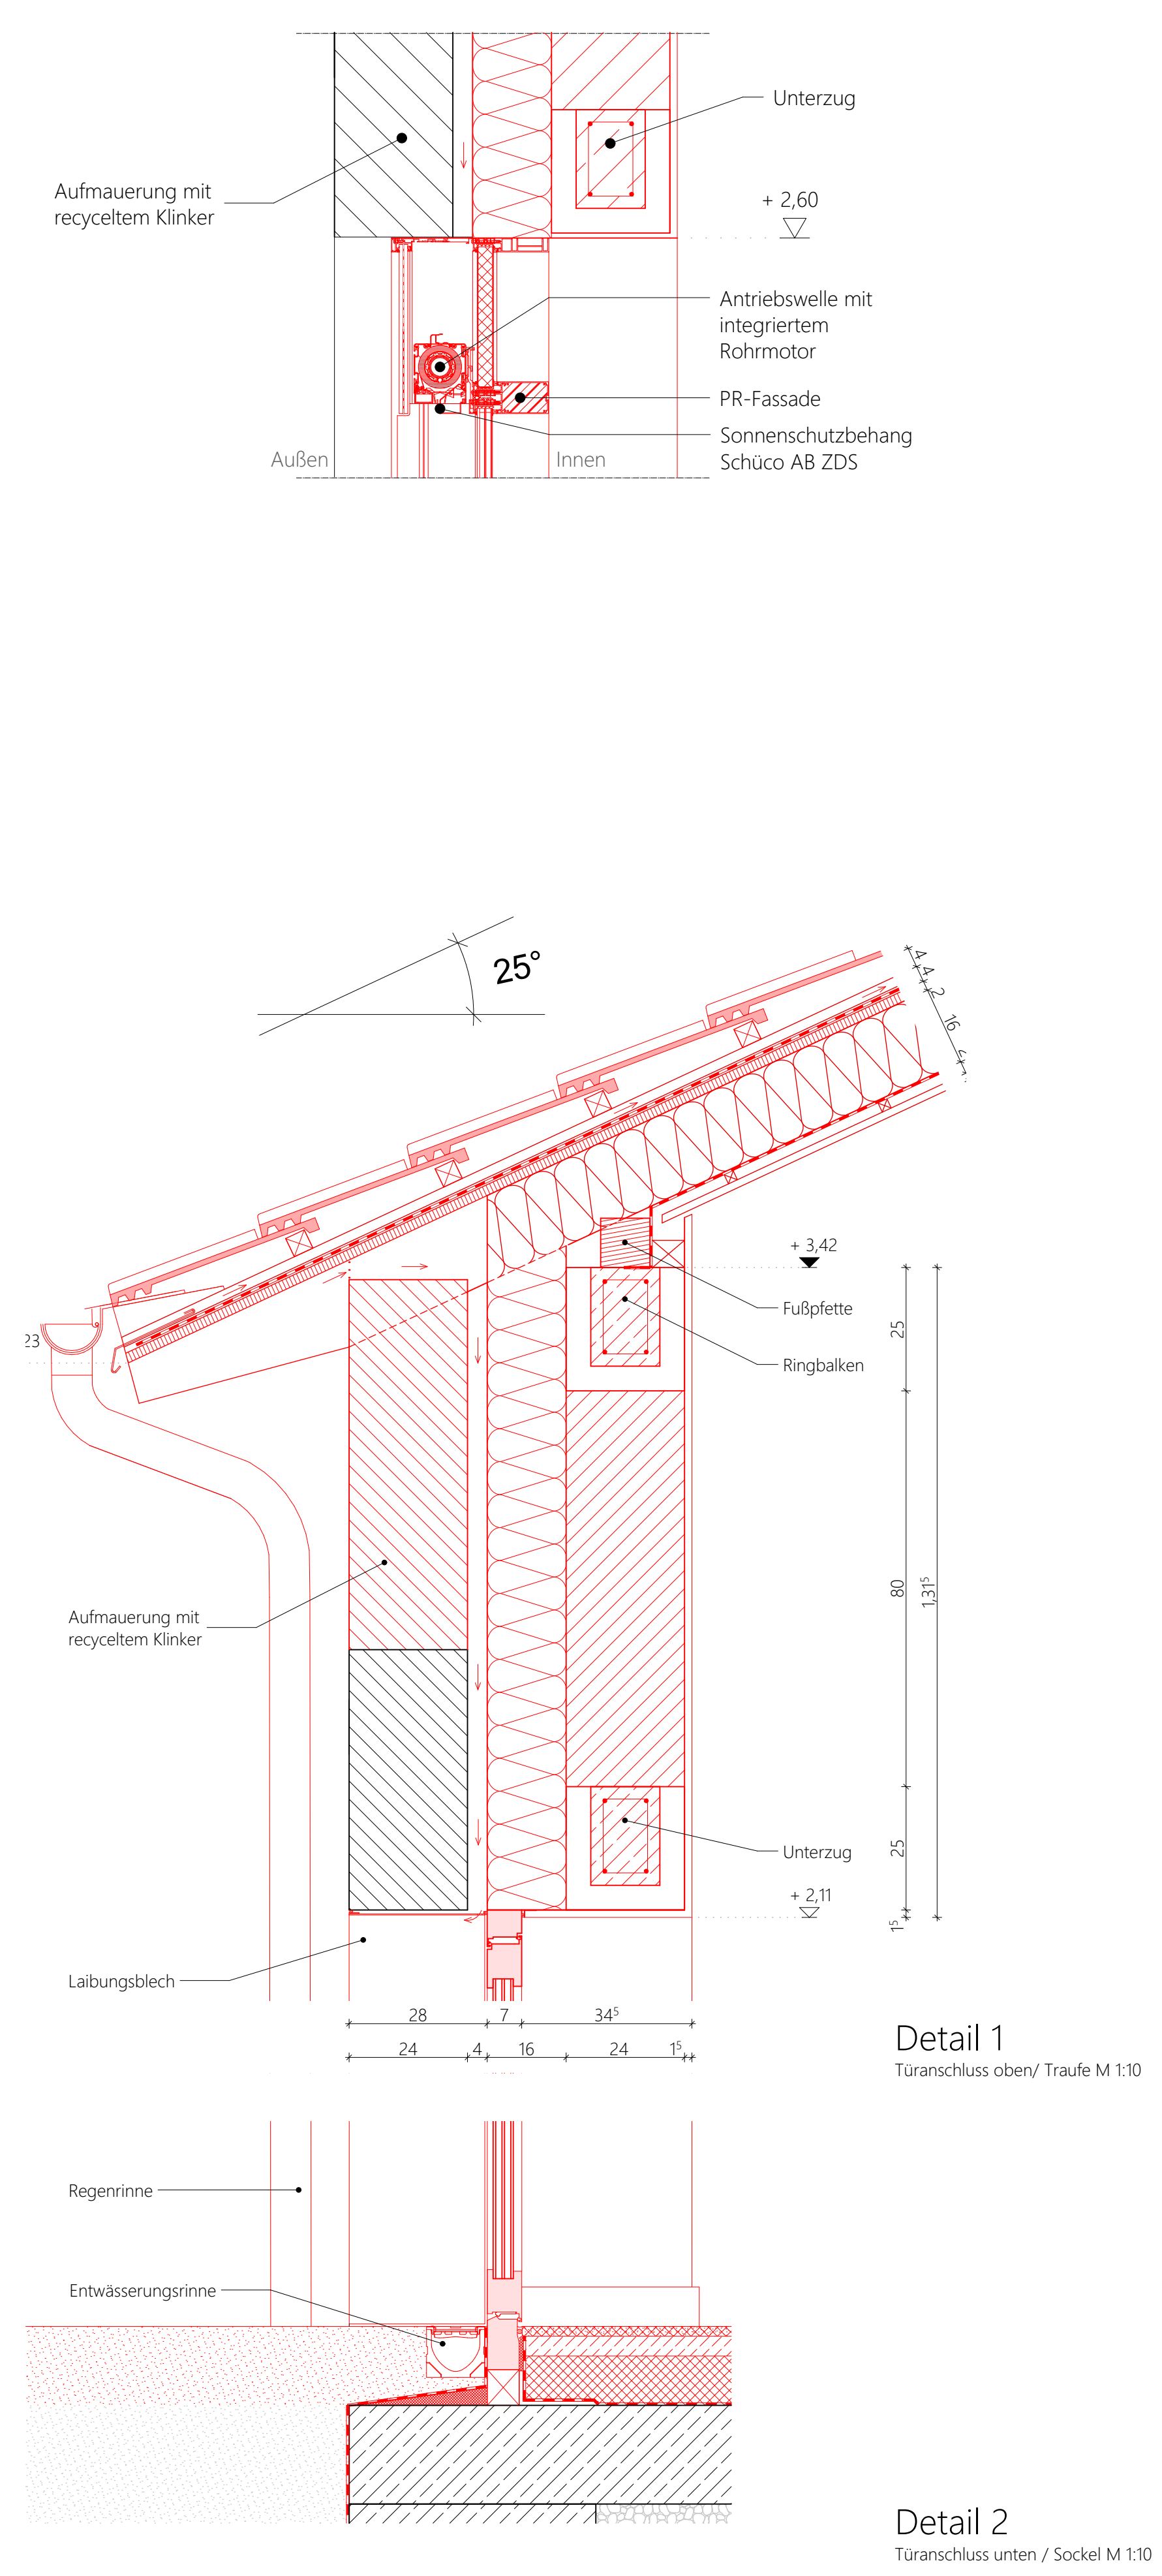 Unterzug
Aufmauerung mit
recyceltem Klinker
+ 2,60
Antriebswelle mit
integriertem
Rohrmotor
PR-Fassade
Sonnenschutzbehang
Schüco AB ZDS
Außen
Innen
25°
4 4 2 16
+ 3,42
Fußpfette
23
Ringbalken
25
80
1,31⁵
Aufmauerung mit
recyceltem Klinker
25
Unterzug
+ 2,11
1⁵
Laibungsblech
28 7 34⁵
24 4 16 24 1⁵
Detail 1
Türanschluss oben/ Traufe M 1:10
Regenrinne
Entwässerungsrinne
Detail 2
Türanschluss unten / Sockel M 1:10